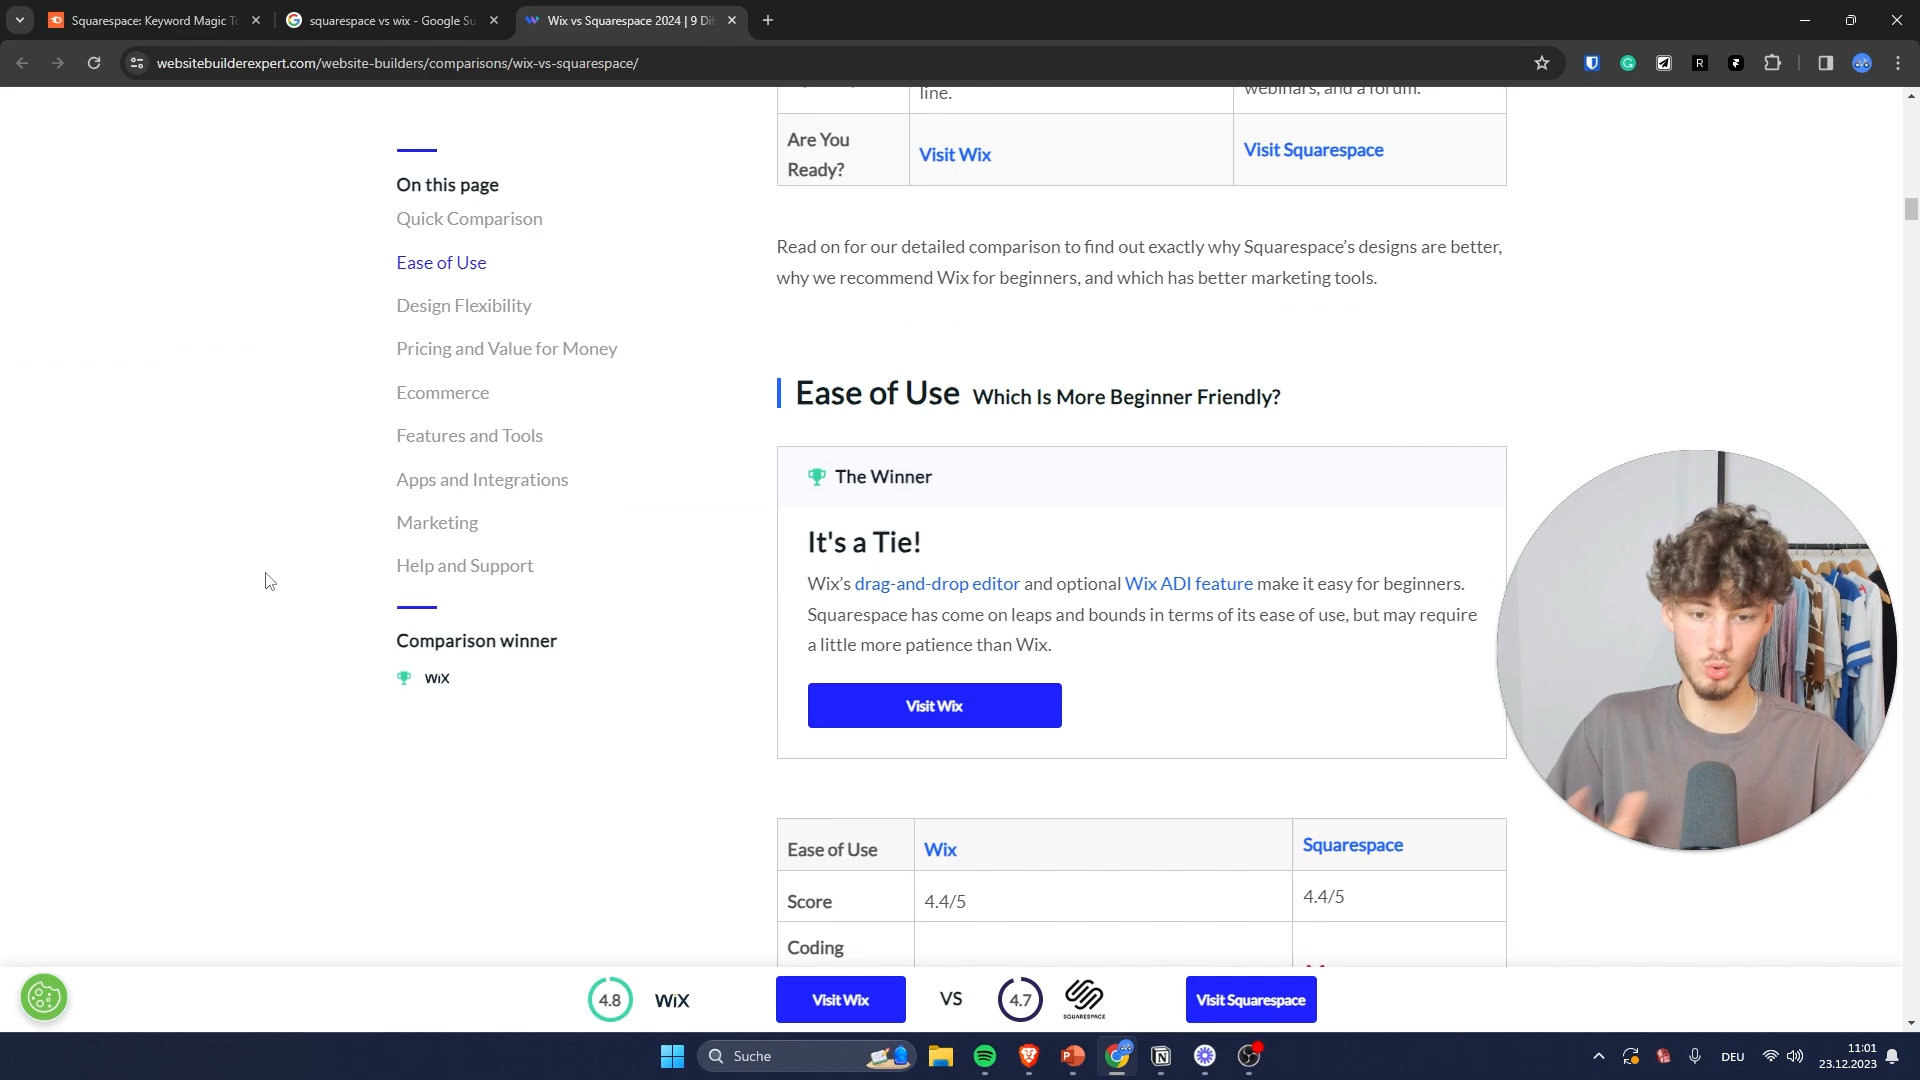 Squarespace: Keyword Magic To
squarespace vs wix - Google Su
Wix vs Squarespace 2024 | 9 Dif
websitebuilderexpert.com/website-builders/comparisons/wix-vs-squarespace/
line.
webinars, and a forum.
Are You
Ready?
Visit Wix
Visit Squarespace
On this page
Quick Comparison
Ease of Use
Design Flexibility
Pricing and Value for Money
Ecommerce
Features and Tools
Apps and Integrations
Marketing
Help and Support
Comparison winner
WiX
Read on for our detailed comparison to find out exactly why Squarespace's designs are better,
why we recommend Wix for beginners, and which has better marketing tools.
Ease of Use Which Is More Beginner Friendly?
The Winner
It's a Tie!
Wix's drag-and-drop editor and optional Wix ADI feature make it easy for beginners.
Squarespace has come on leaps and bounds in terms of its ease of use, but may require
a little more patience than Wix.
Visit Wix
Ease of Use Wix Squarespace
Score 4.4/5 4.4/5
Coding
4.8 WiX Visit Wix VS 4.7 SQUARESPACE Visit Squarespace
Suche
DEU
11:01
23.12.2023